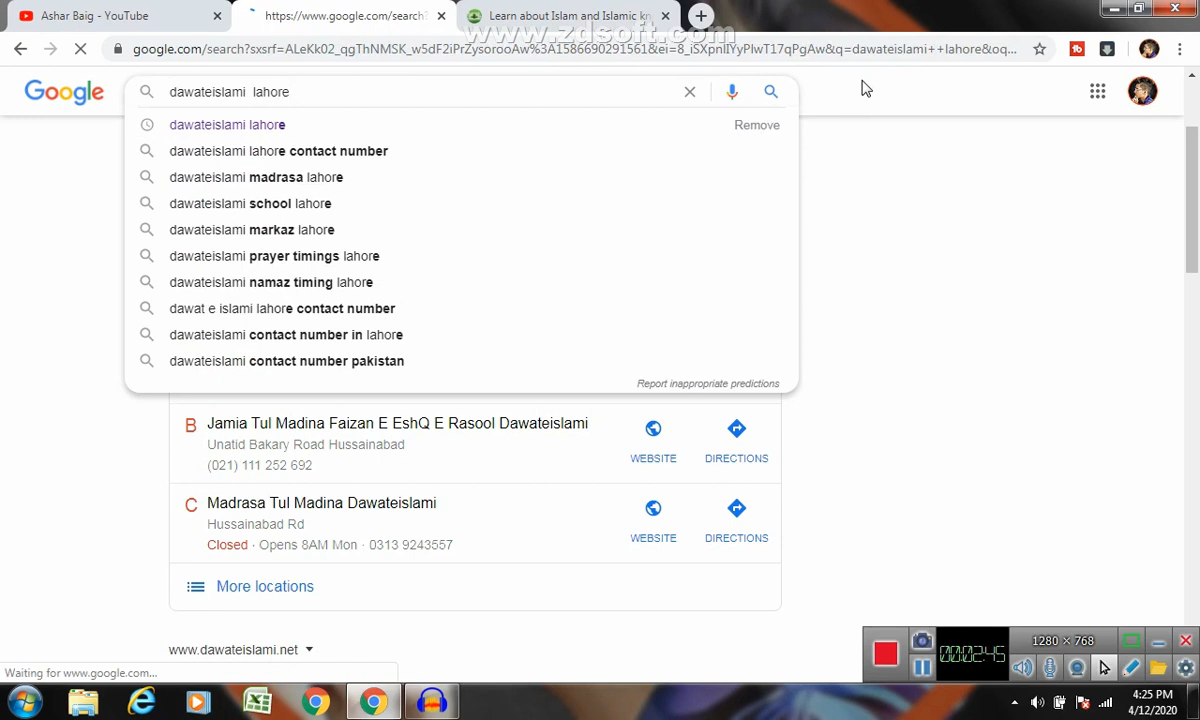 Ashar Baig - YouTube
https://www.google.com/search?
Learn about Islam and Islamic kn
www.zdsoft.com
google.com/search?sxsrf=ALeKk02_qgThNMSK_w5dF2iPrZysorooAw%3A1586690291561&ei=8_iSXpnlIYyPlwT17qPgAw&q=dawateislami++lahore&oq...
Google
dawateislami  lahore
dawateislami lahore
Remove
dawateislami lahore contact number
dawateislami madrasa lahore
dawateislami school lahore
dawateislami markaz lahore
dawateislami prayer timings lahore
dawateislami namaz timing lahore
dawat e islami lahore contact number
dawateislami contact number in lahore
dawateislami contact number pakistan
Report inappropriate predictions
B Jamia Tul Madina Faizan E EshQ E Rasool Dawateislami
Unatid Bakary Road Hussainabad
(021) 111 252 692
WEBSITE
DIRECTIONS
C Madrasa Tul Madina Dawateislami
Hussainabad Rd
Closed · Opens 8AM Mon · 0313 9243557
WEBSITE
DIRECTIONS
More locations
www.dawateislami.net
Waiting for www.google.com...
1280 × 768
00:02:45
4:25 PM
4/12/2020